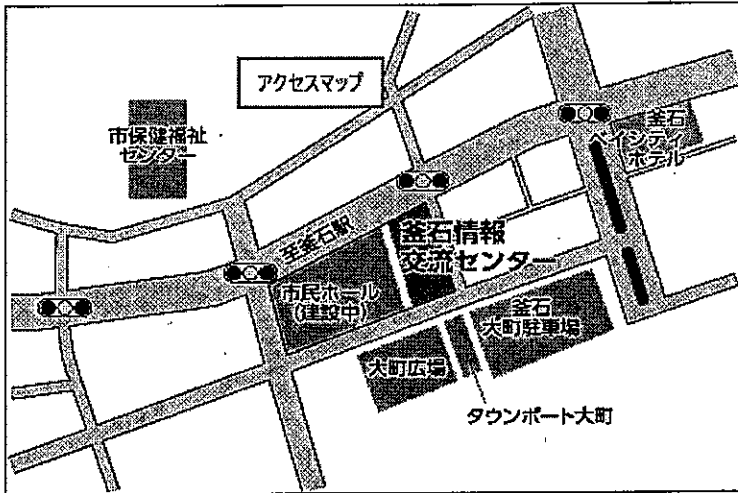 アクセスマップ
市保健福祉
センター
釜石
ベイシティ
ホテル
至釜石駅
釜石情報
交流センター
市民ホール
(建設中)
釜石
大町駐車場
大町広場
タウンポート大町